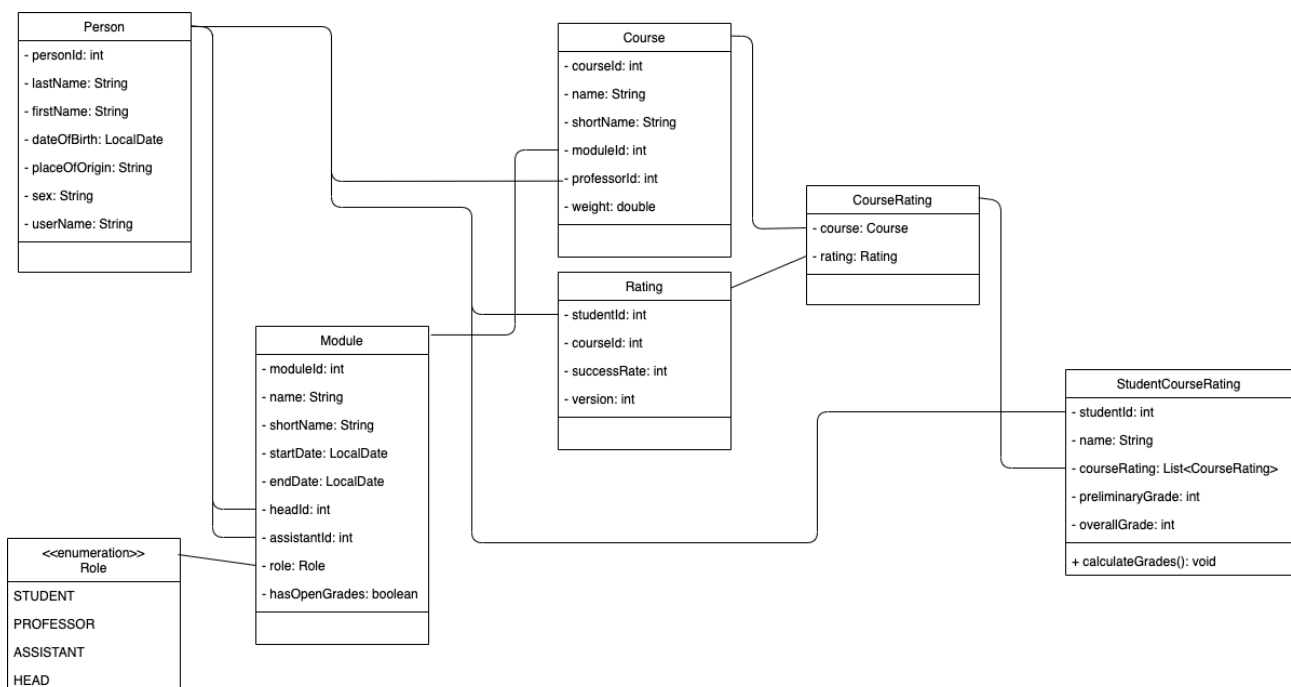 Person
- personId: int
- lastName: String
- firstName: String
- dateOfBirth: LocalDate
- placeOfOrigin: String
- sex: String
- userName: String
Course
- courseId: int
- name: String
- shortName: String
- moduleId: int
- professorId: int
- weight: double
CourseRating
- course: Course
- rating: Rating
Rating
- studentId: int
- courseId: int
- successRate: int
- version: int
Module
- moduleId: int
- name: String
- shortName: String
- startDate: LocalDate
- endDate: LocalDate
- headId: int
- assistantId: int
- role: Role
- hasOpenGrades: boolean
StudentCourseRating
- studentId: int
- name: String
- courseRating: List<CourseRating>
- preliminaryGrade: int
- overallGrade: int
+ calculateGrades(): void
<<enumeration>>
Role
STUDENT
PROFESSOR
ASSISTANT
HEAD